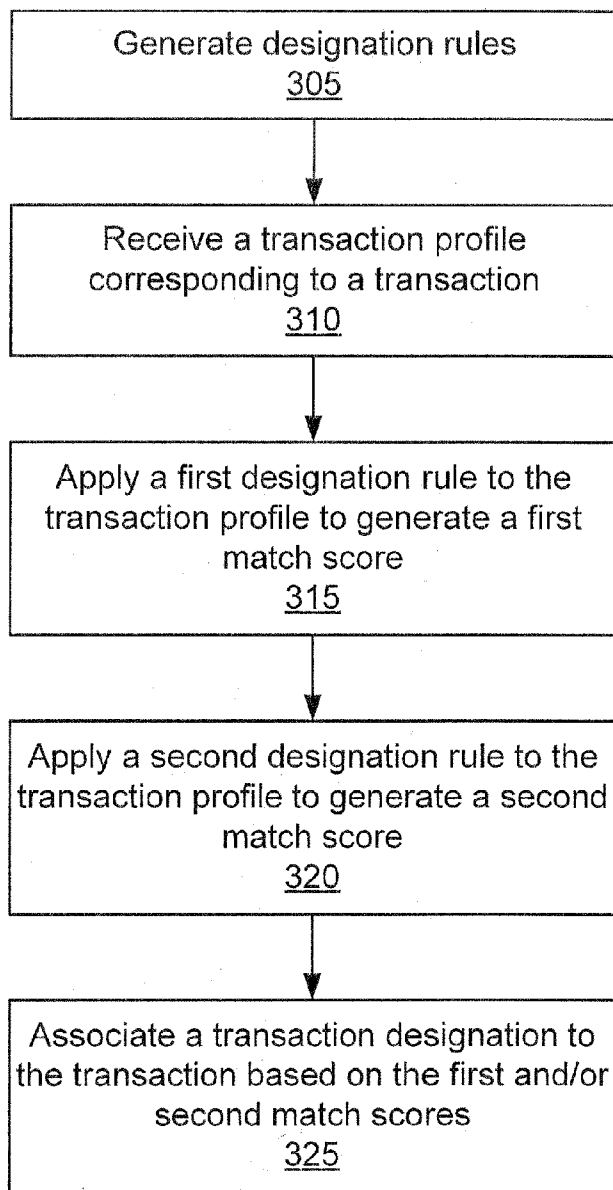 Generate designation rules
305
Receive a transaction profile
corresponding to a transaction
310
Apply a first designation rule to the
transaction profile to generate a first
match score
315
Apply a second designation rule to the
transaction profile to generate a second
match score
320
Associate a transaction designation to
the transaction based on the first and/or
second match scores
325